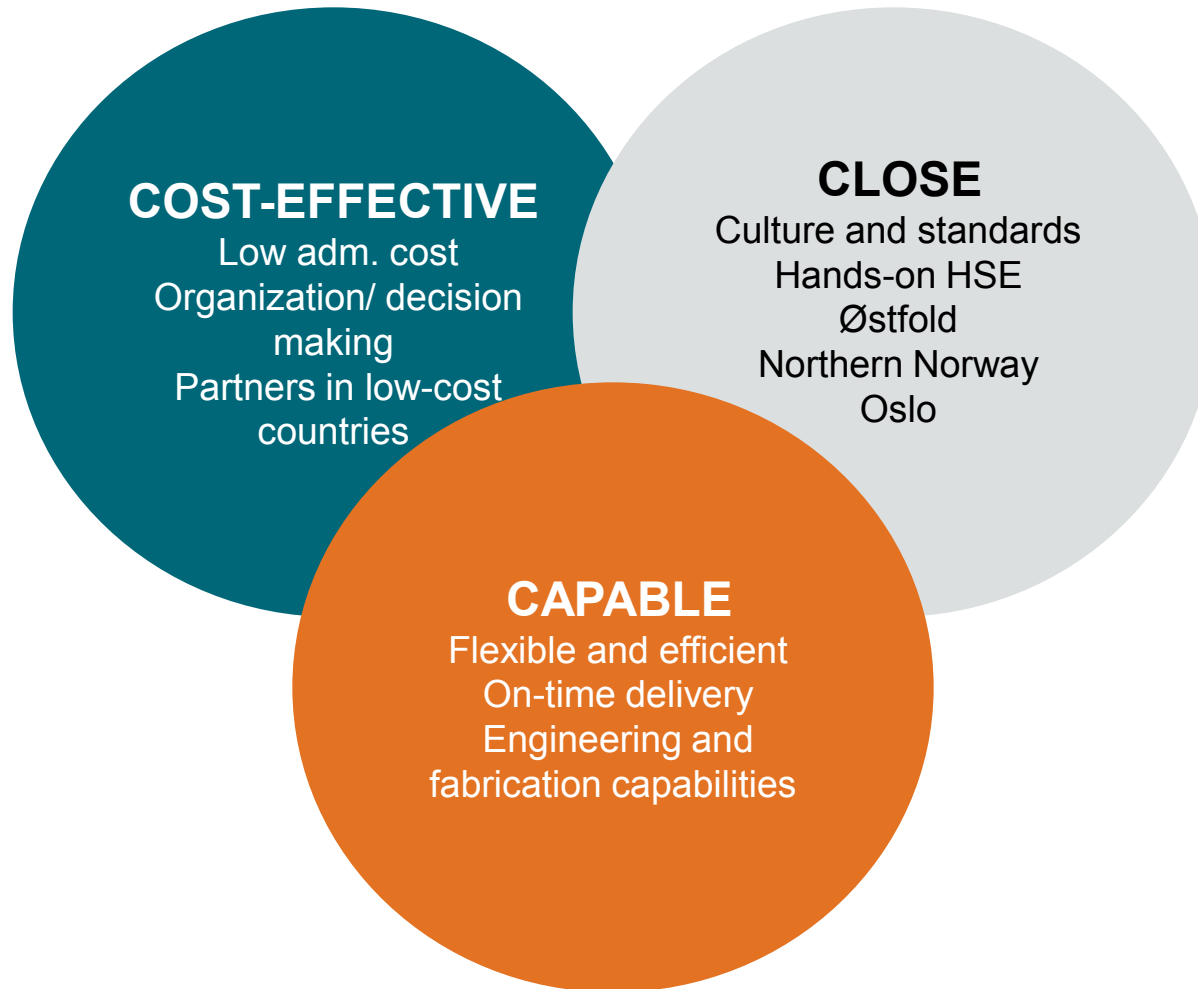 COST-EFFECTIVE
Low adm. cost
Organization/ decision
making
Partners in low-cost
countries
CLOSE
Culture and standards
Hands-on HSE
Østfold
Northern Norway
Oslo
CAPABLE
Flexible and efficient
On-time delivery
Engineering and
fabrication capabilities